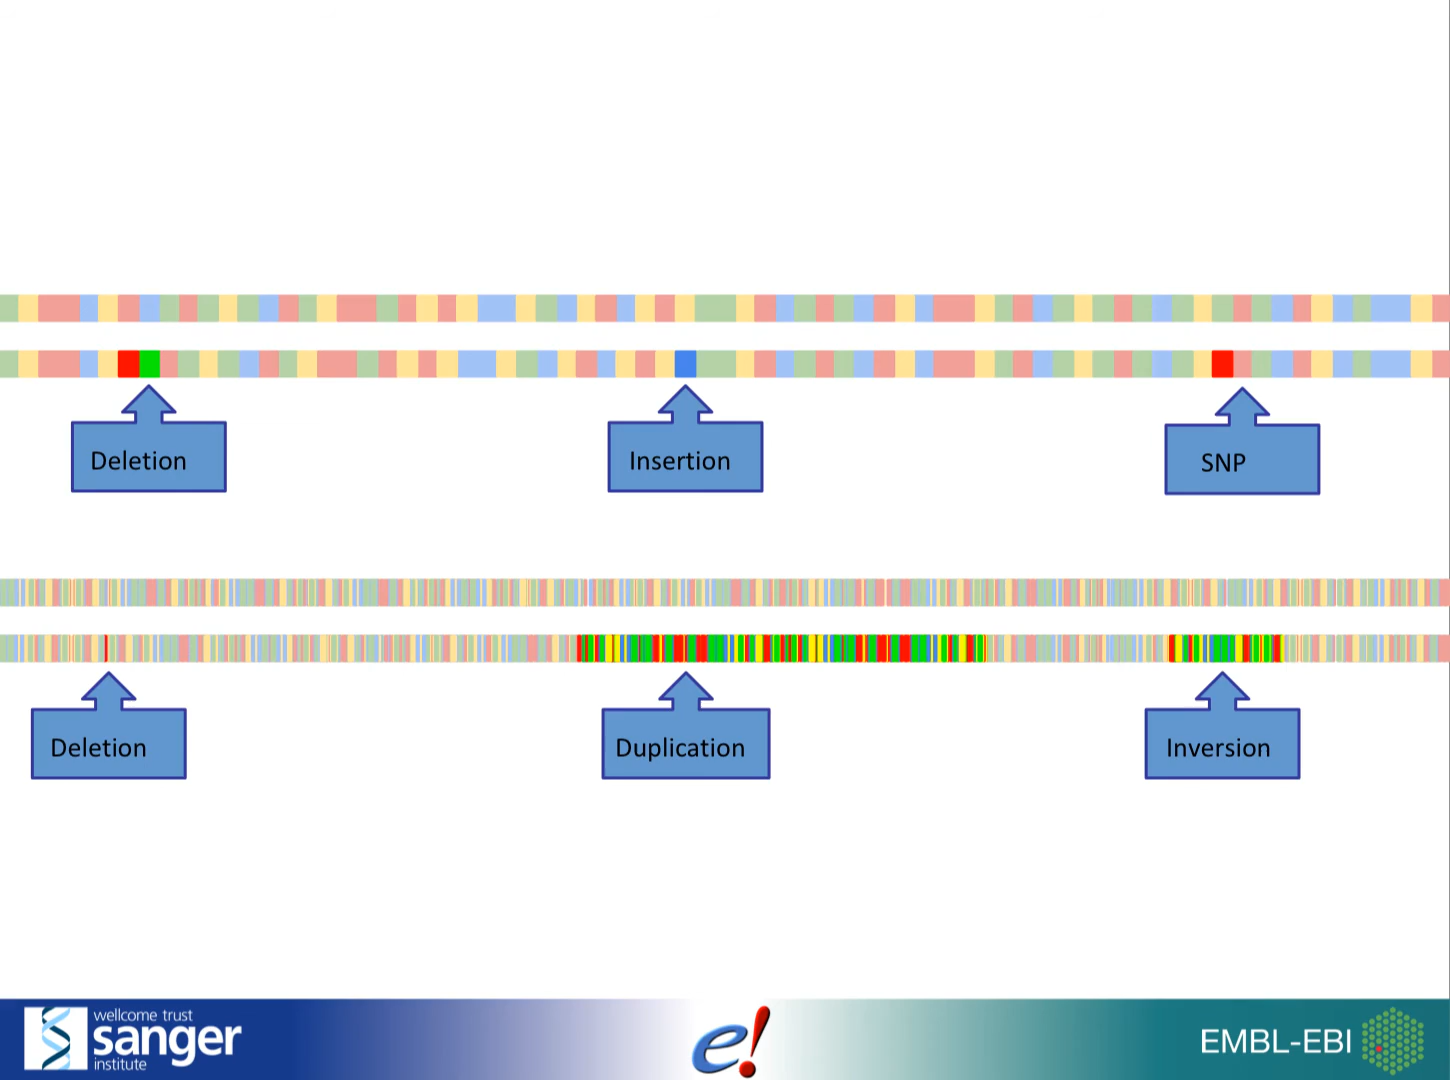 Deletion
Insertion
SNP
Deletion
Duplication
Inversion
wellcome trust
sanger
institute
e!
EMBL-EBI